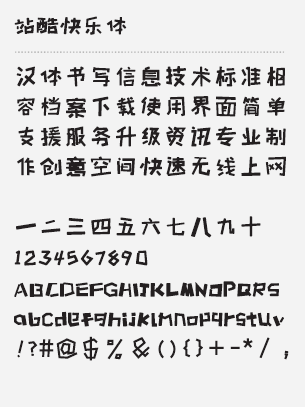 站酷快乐体
汉体书写信息技术标准相
容档案下载使用界面简单
支援服务升级资讯专业制
作创意空间快速无线上网
一二三四五六七八九十
1234567890
ABCDEFGHIJKLMNOPQRS
abcdefghijklmnopqrstuv
!?#@$%&(){}+-*/,